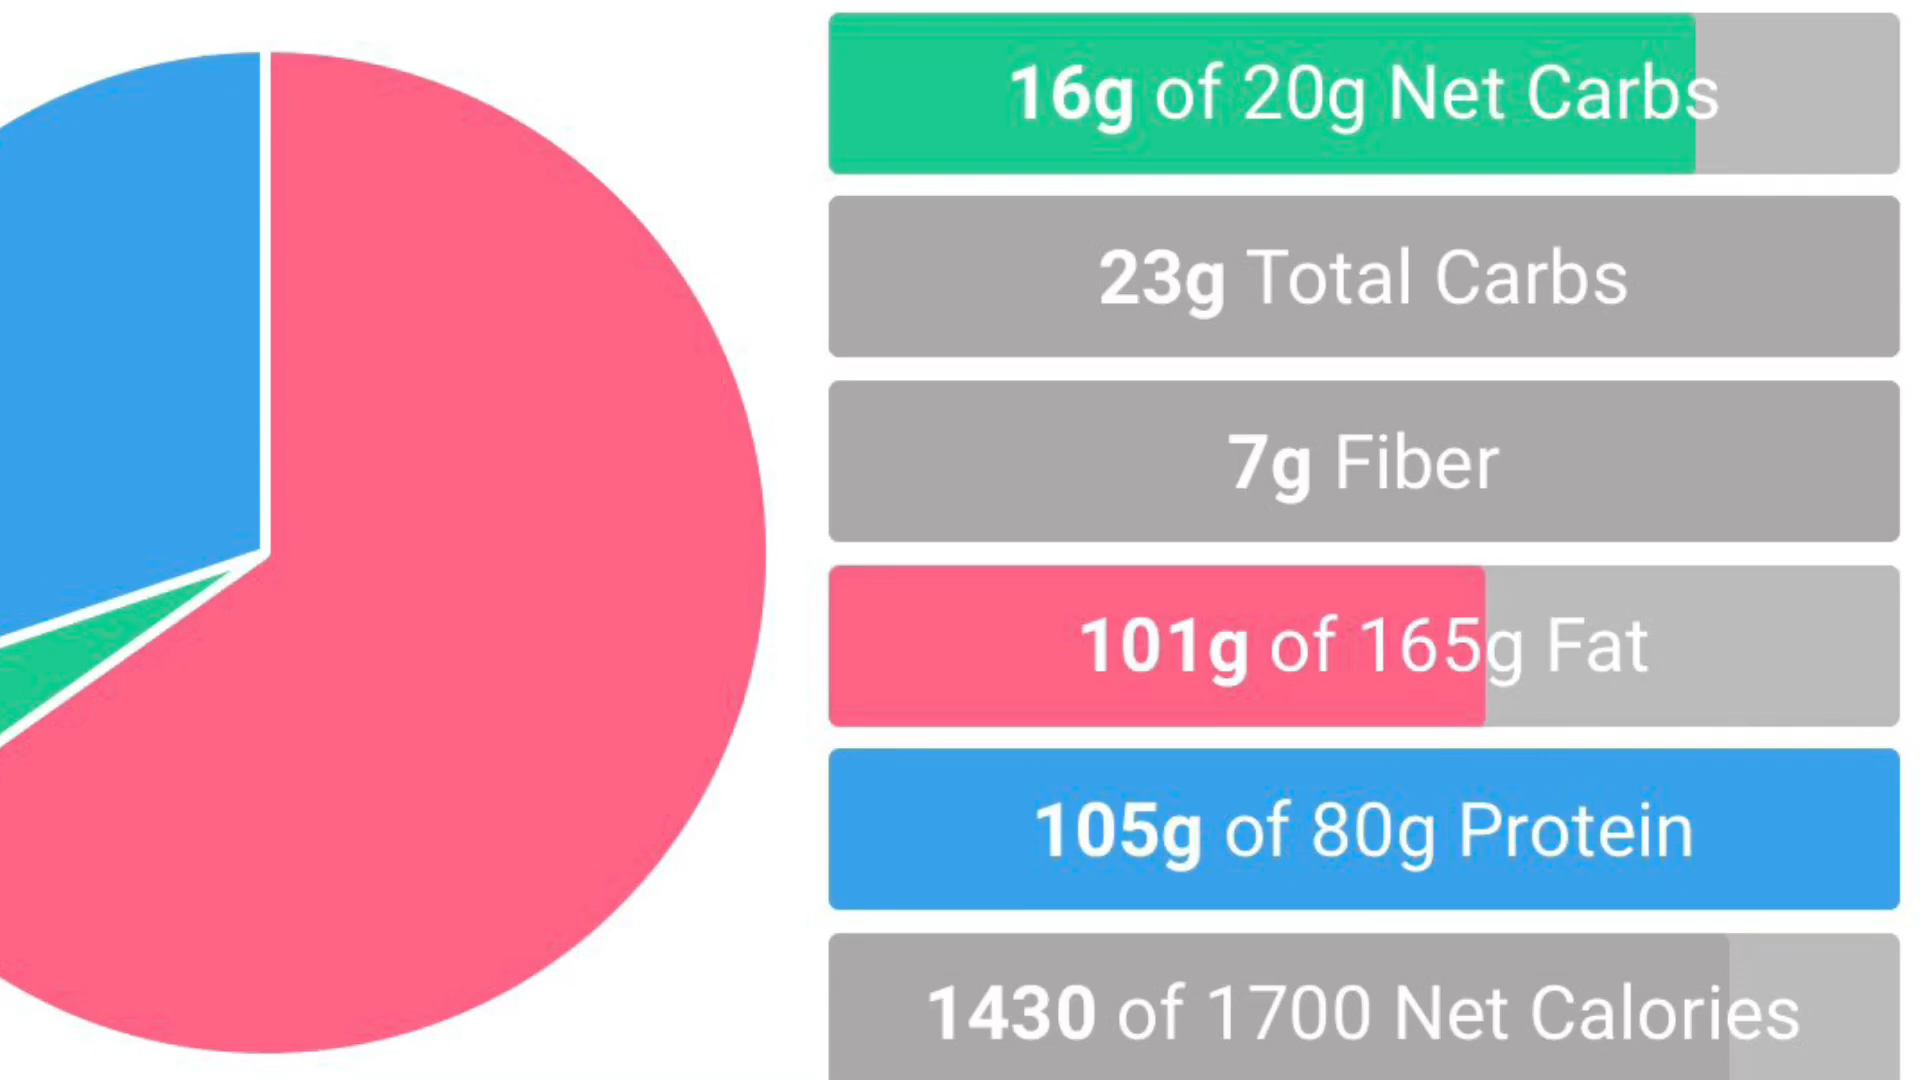 16g of 20g Net Carbs
23g Total Carbs
7g Fiber
101g of 165g Fat
105g of 80g Protein
1430 of 1700 Net Calories